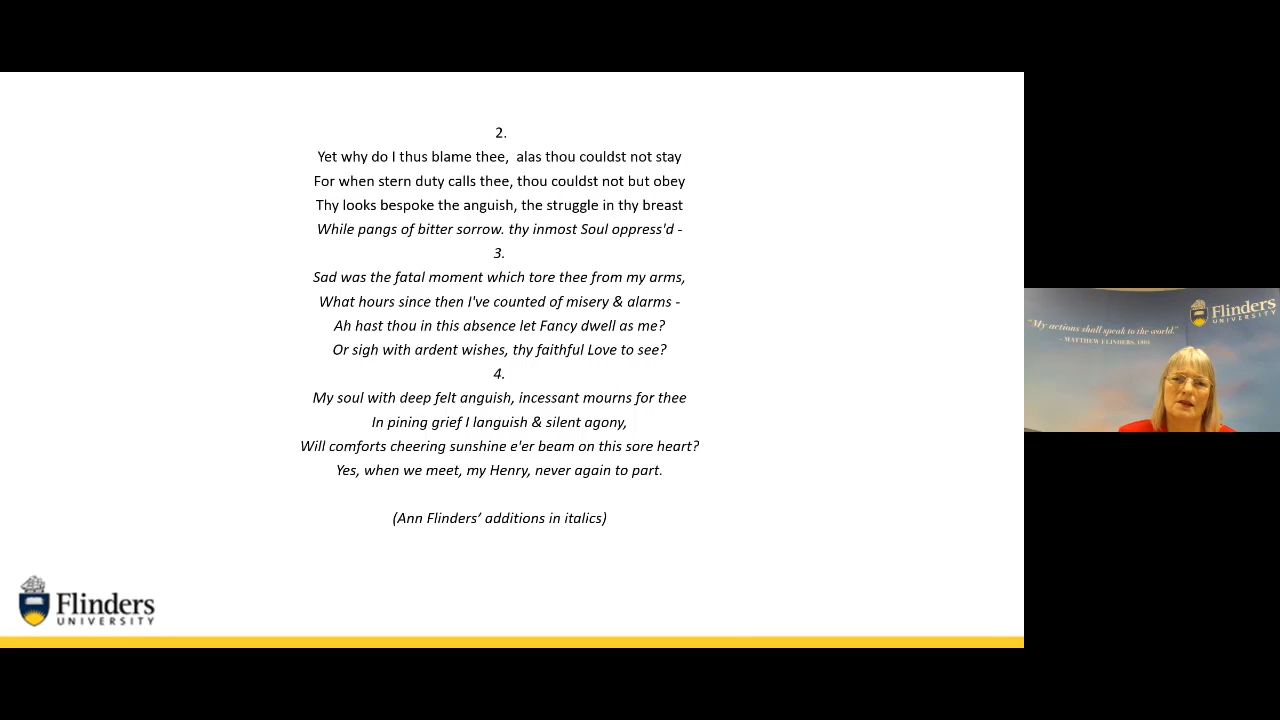 2.
Yet why do I thus blame thee, alas thou couldst not stay
For when stern duty calls thee, thou couldst not but obey
Thy looks bespoke the anguish, the struggle in thy breast
While pangs of bitter sorrow. thy inmost Soul oppress'd -
3.
Sad was the fatal moment which tore thee from my arms,
What hours since then I've counted of misery & alarms -
Ah hast thou in this absence let Fancy dwell as me?
Or sigh with ardent wishes, thy faithful Love to see?
4.
My soul with deep felt anguish, incessant mourns for thee
In pining grief I languish & silent agony,
Will comforts cheering sunshine e'er beam on this sore heart?
Yes, when we meet, my Henry, never again to part.
(Ann Flinders’ additions in italics)
Flinders
UNIVERSITY
Flinders
UNIVERSITY
"My actions shall speak to the world."
~ MATTHEW FLINDERS, 1804